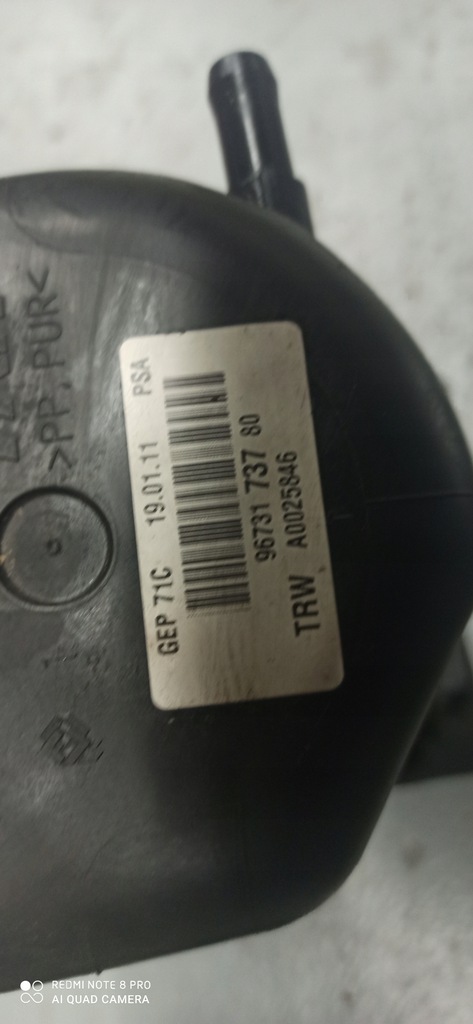 GEP 71C 19.01.11 PSA
96731 737 80
TRW A0025846
>PP,PUR<
REDMI NOTE 8 PRO
AI QUAD CAMERA